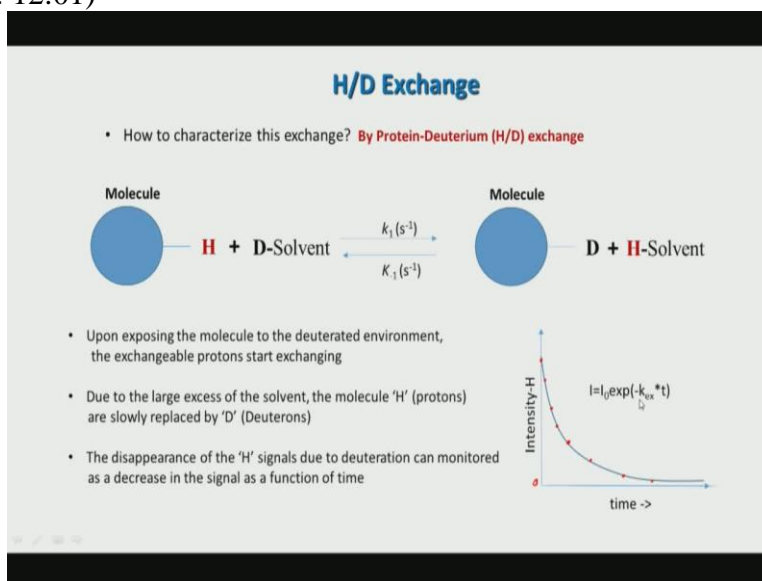 12:01)
H/D Exchange
• How to characterize this exchange? By Protein-Deuterium (H/D) exchange
Molecule
Molecule
k₁(s⁻¹)
H + D-Solvent
D + H-Solvent
K₋₁(s⁻¹)
• Upon exposing the molecule to the deuterated environment,
the exchangeable protons start exchanging
• Due to the large excess of the solvent, the molecule 'H' (protons)
are slowly replaced by 'D' (Deuterons)
• The disappearance of the 'H' signals due to deuteration can monitored
as a decrease in the signal as a function of time
Intensity-H
I=I₀exp(-kₑₓ*t)
0
time ->